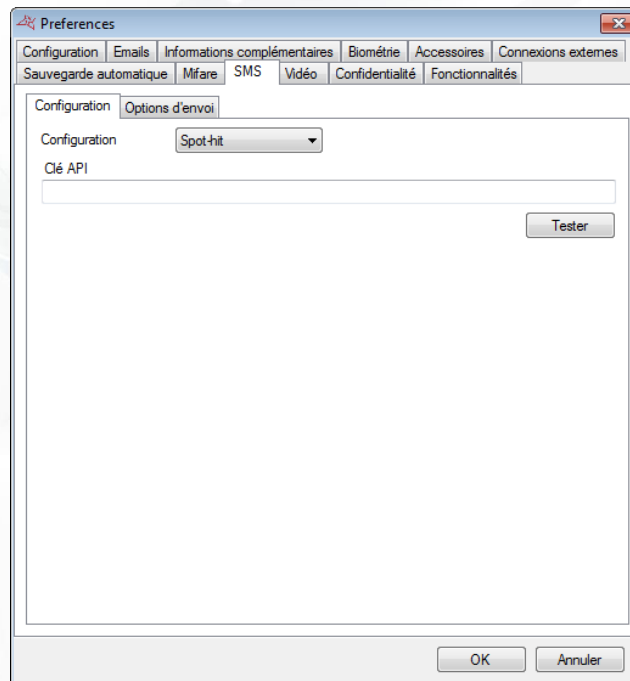 Preferences
Configuration Emails Informations complémentaires Biométrie Accessoires Connexions externes
Sauvegarde automatique Mifare SMS Vidéo Confidentialité Fonctionnalités
Configuration Options d'envoi
Configuration Spot-hit
Clé API
Tester
OK Annuler